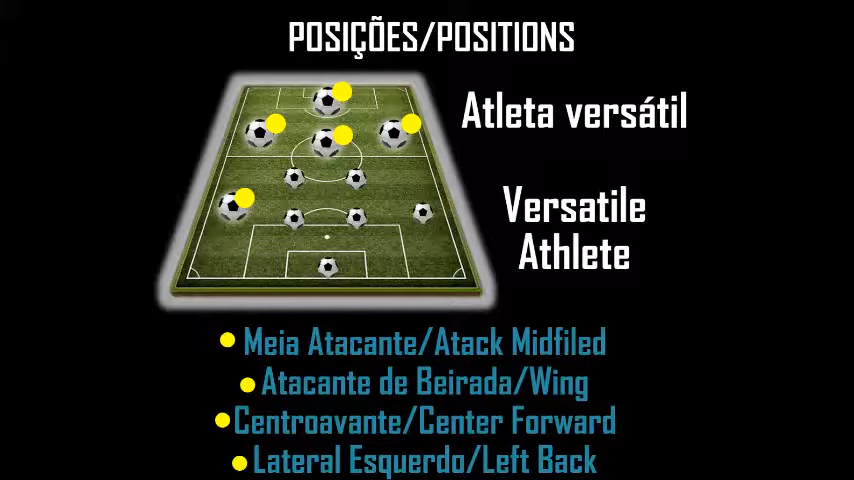 POSIÇÕES/POSITIONS
Atleta versátil
Versatile
Athlete
Meia Atacante/Atack Midfiled
Atacante de Beirada/Wing
Centroavante/Center Forward
Lateral Esquerdo/Left Back